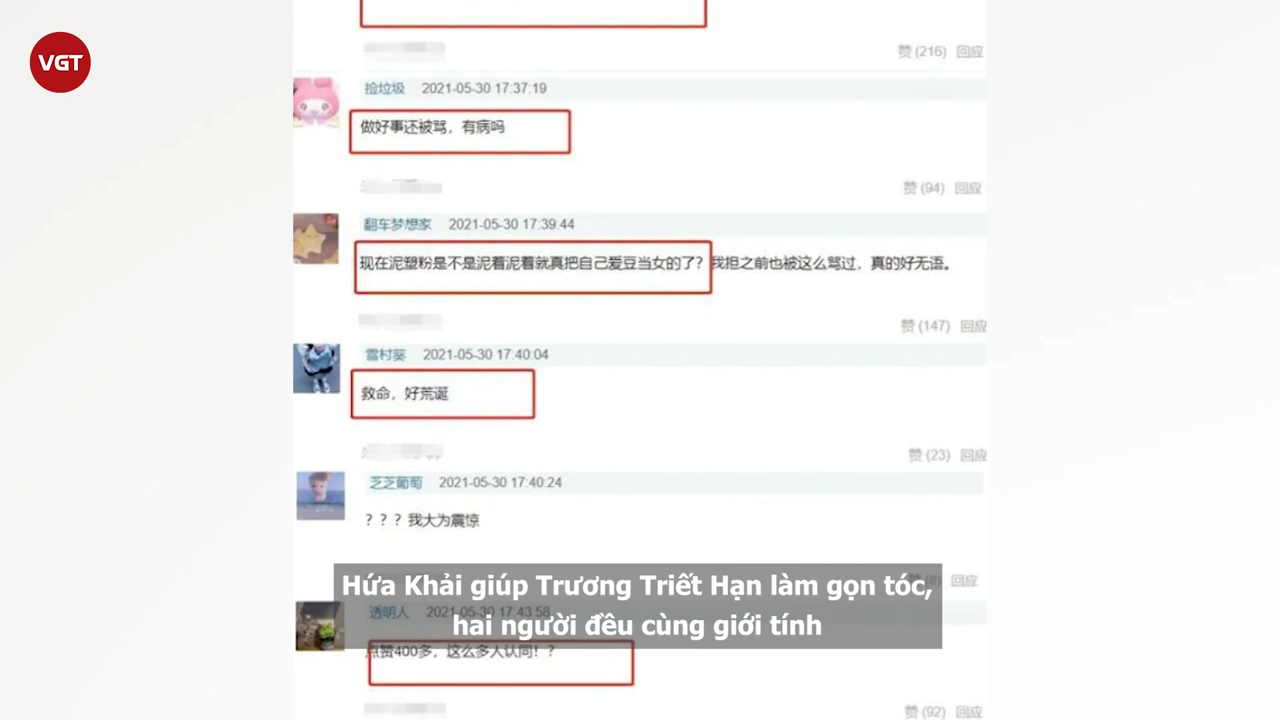 VGT
赞 (216) 回应
捡垃圾 2021-05-30 17:37:19
做好事还被骂，有病吗
赞 (94) 回应
翻车梦想家 2021-05-30 17:39:44
现在泥塑粉是不是泥着泥着就真把自己爱豆当女的了？我担之前也被这么骂过，真的好无语。
赞 (147) 回应
雪村葵 2021-05-30 17:40:04
救命，好荒诞
赞 (23) 回应
芝芝葡萄 2021-05-30 17:40:24
？？？我大为震惊
赞 (8) 回应
Hứa Khải giúp Trương Triết Hạn làm gọn tóc,
透明人 2021-05-30 17:43:58
hai người đều cùng giới tính
点赞400多，这么多人认同！？
赞 (92) 回应